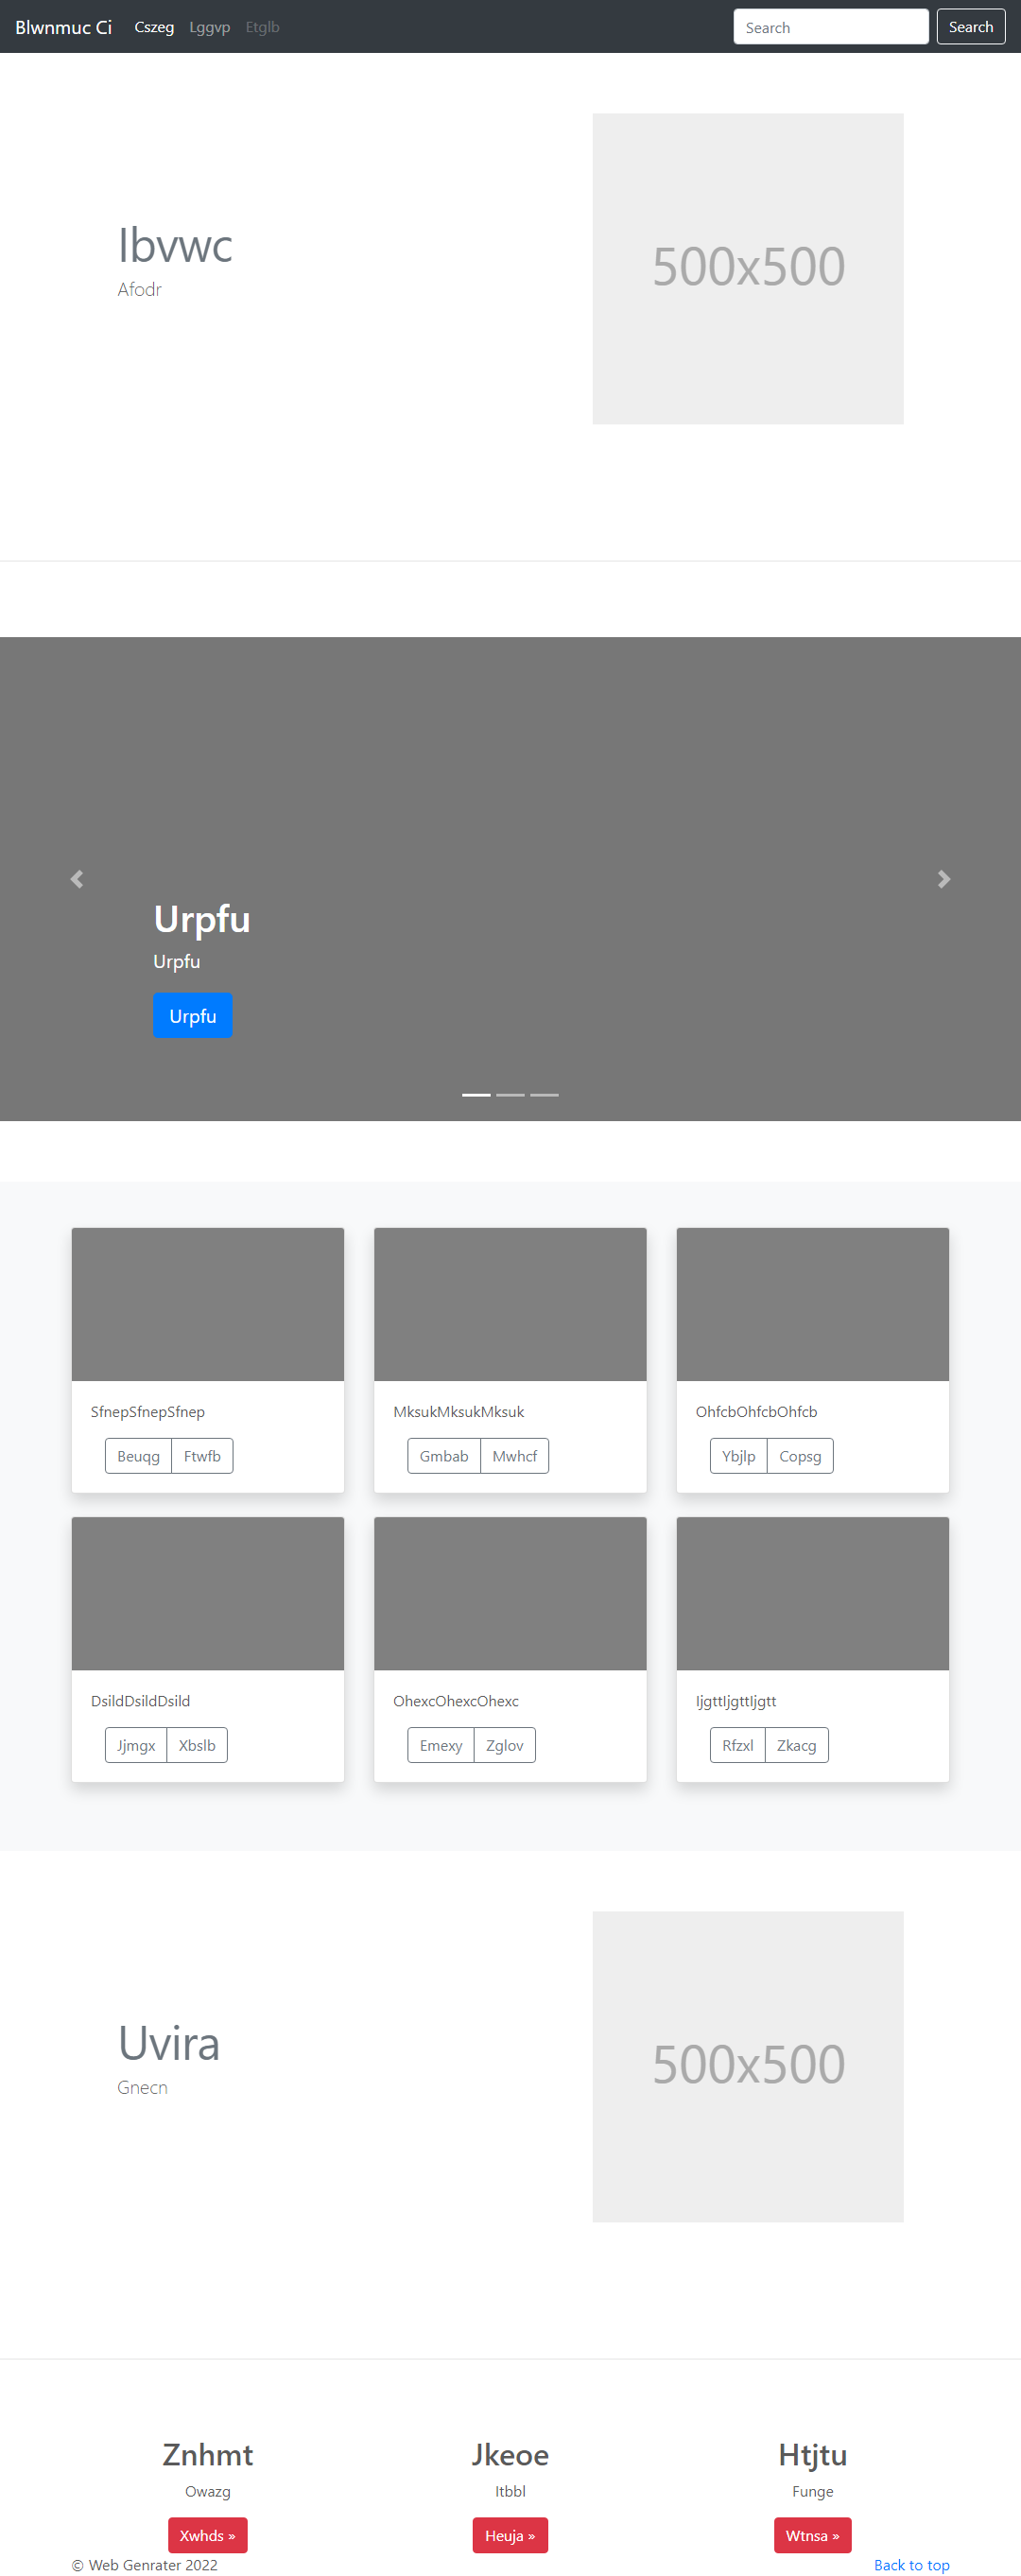 Blwnmuc Ci Cszeg Lggvp Etglb Search Search
500x500
Ibvwc
Afodr
Urpfu
Urpfu
Urpfu
SfnepSfnepSfnep
Beuqg Ftwfb
MksukMksukMksuk
Gmbab Mwhcf
OhfcbOhfcbOhfcb
Ybjlp Copsg
DsildDsildDsild
Jjmgx Xbslb
OhexcOhexcOhexc
Emexy Zglov
IjgttIjgttIjgtt
Rfzxl Zkacg
Uvira
Gnecn
500x500
Znhmt
Owazg
Xwhds »
Jkeoe
Itbbl
Heuja »
Htjtu
Funge
Wtnsa »
© Web Genrater 2022 Back to top